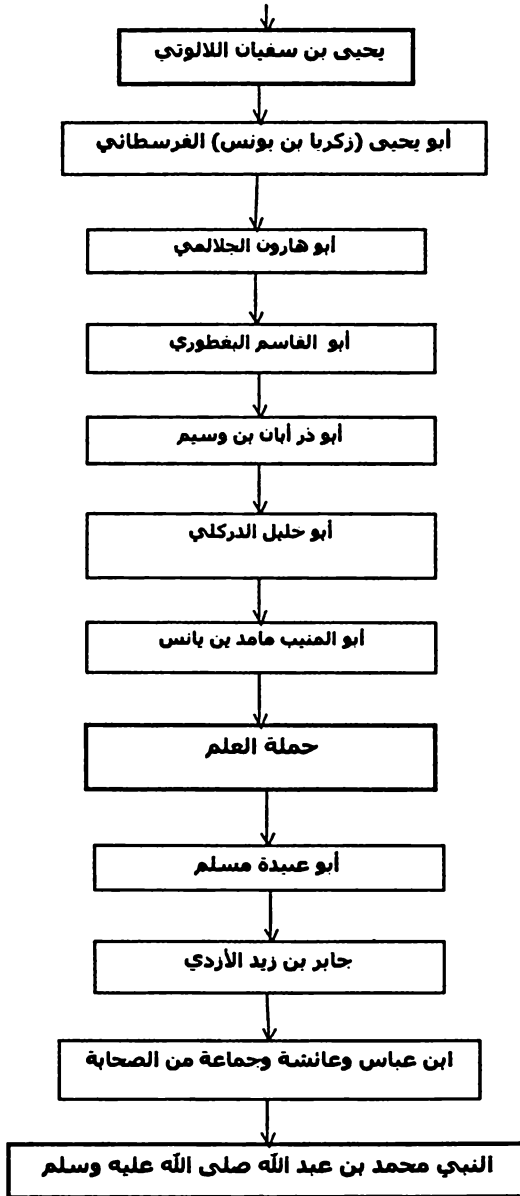 يحيى بن سفيان اللالوتي
أبو يحيى (زكريا بن يونس) الفرسطائي
أبو هارون الجلالمي
أبو القاسم البغطوري
أبو ذر أبان بن وسيم
أبو خليل الدركلي
أبو المنيب مامد بن يانس
حملة العلم
أبو عبيدة مسلم
جابر بن زيد الأزدي
ابن عباس وعائشة وجماعة من الصحابة
النبي محمد بن عبد الله صلى الله عليه وسلم